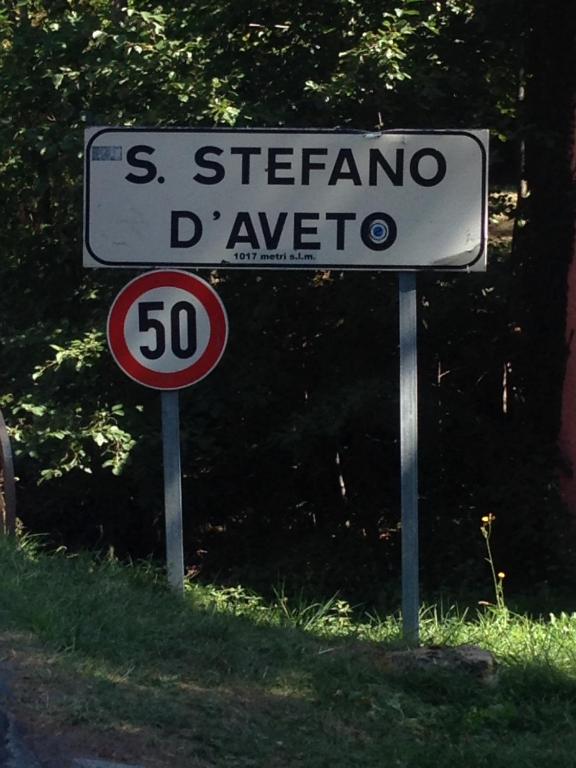 S. STEFANO
D'AVETO
1017 metri s.l.m.
50